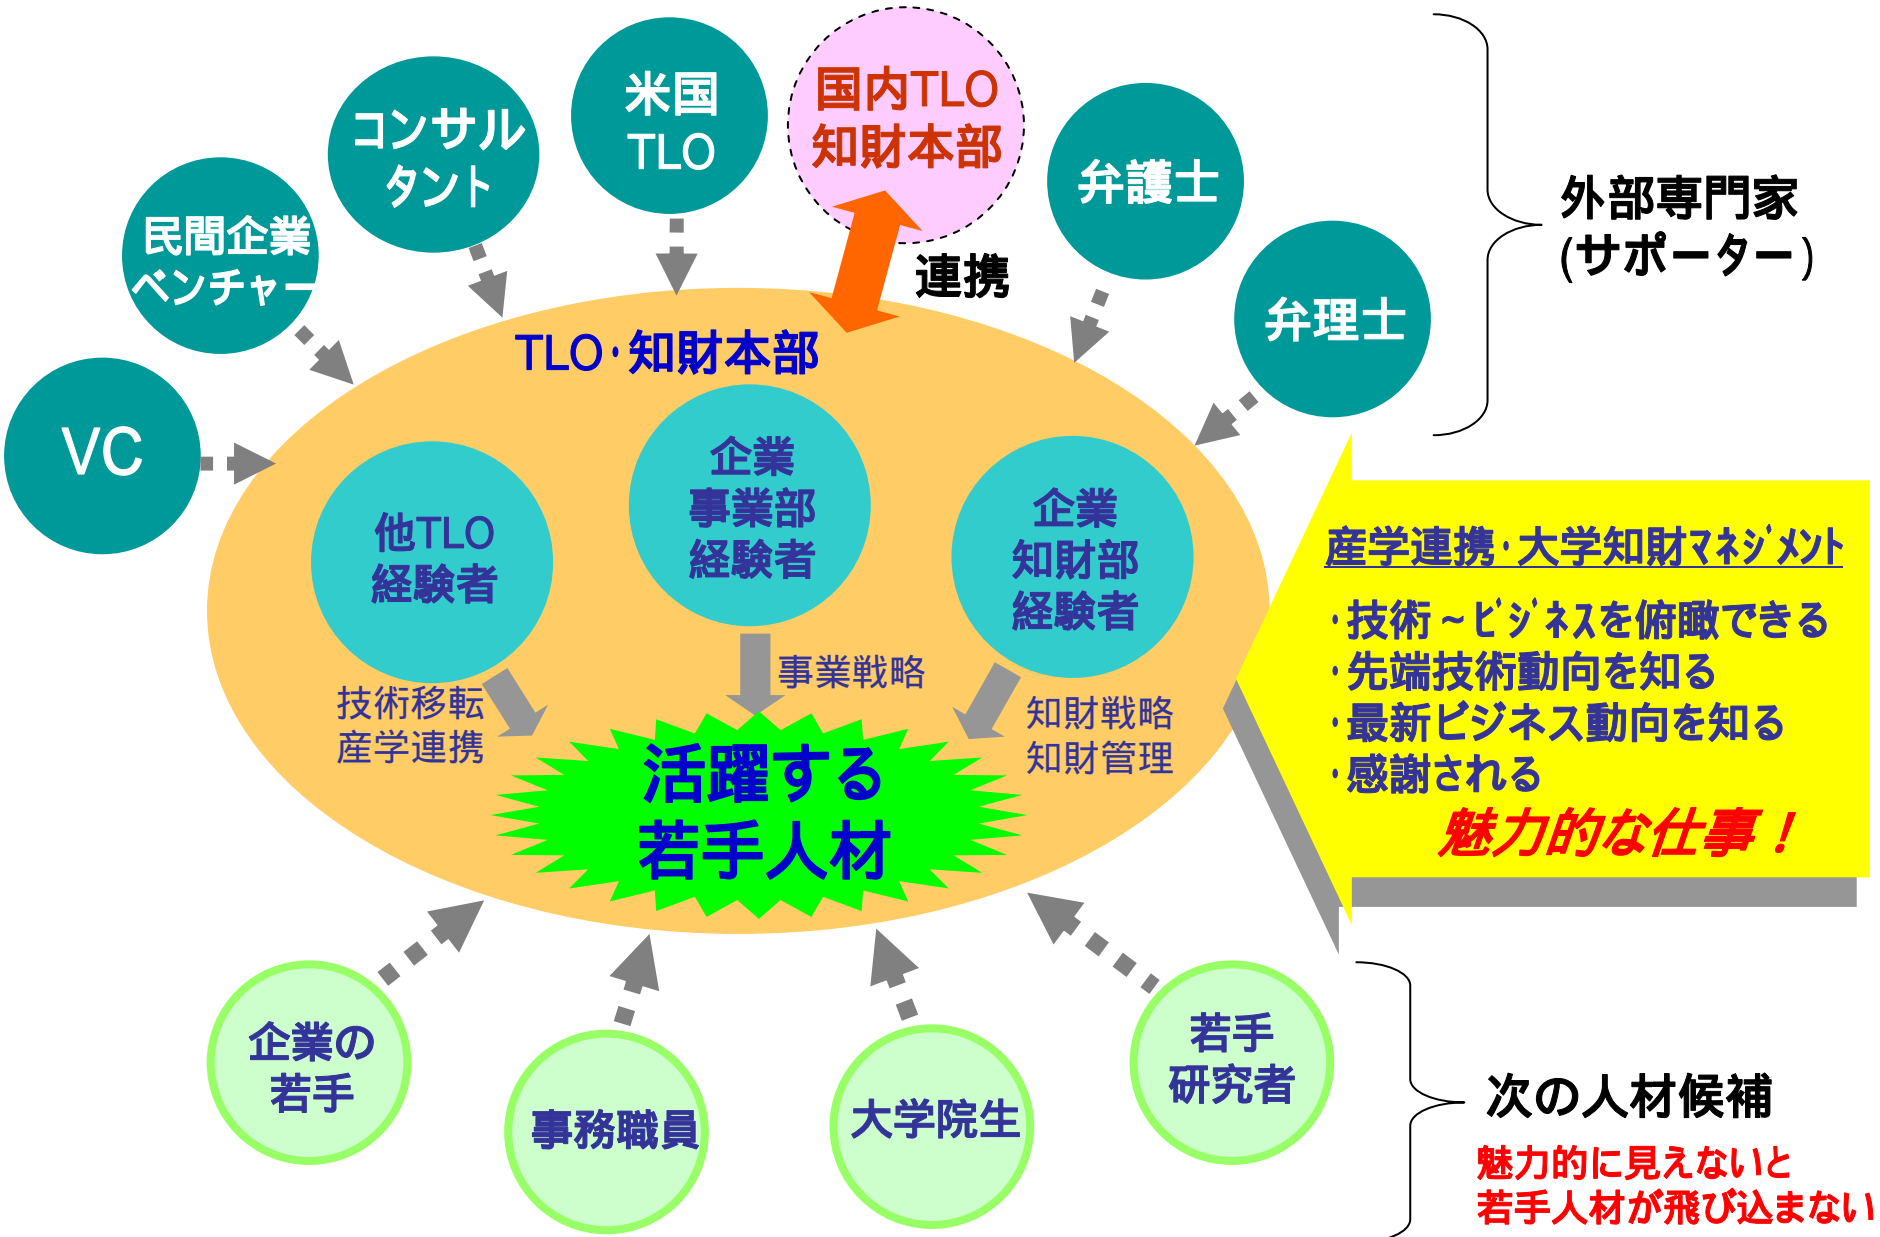 米国
TLO
国内TLO
知財本部
コンサル
タント
弁護士
民間企業
ベンチャー
外部専門家
(サポーター)
連携
弁理士
TLO・知財本部
VC
他TLO
経験者
企業
事業部
経験者
企業
知財部
経験者
産学連携・大学知財ﾏﾈｼﾞﾒﾝﾄ
・技術～ﾋﾞｼﾞﾈｽを俯瞰できる
・先端技術動向を知る
・最新ビジネス動向を知る
・感謝される
魅力的な仕事！
技術移転
産学連携
事業戦略
知財戦略
知財管理
活躍する
若手人材
企業の
若手
事務職員
大学院生
若手
研究者
次の人材候補
魅力的に見えないと
若手人材が飛び込まない